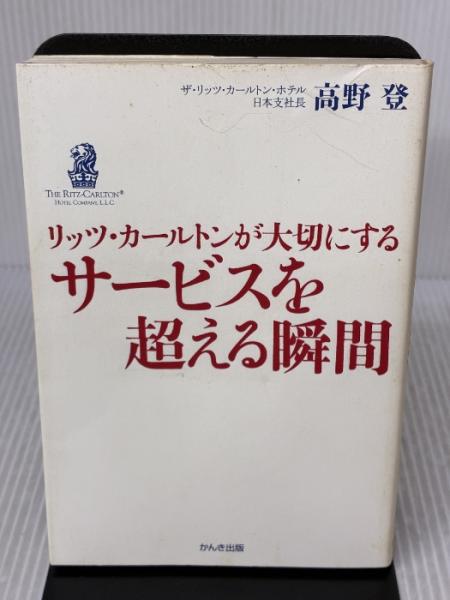 ザ・リッツ・カールトン・ホテル
日本支社長
高野 登
THE RITZ-CARLTON®
HOTEL COMPANY, L.L.C.
リッツ・カールトンが大切にする
サービスを
超える瞬間
かんき出版